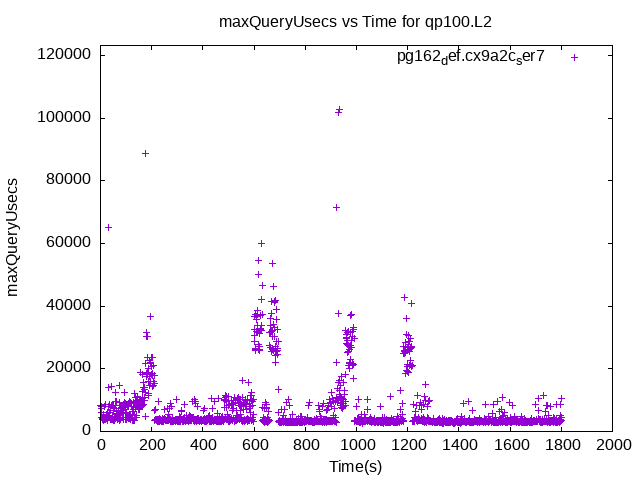 maxQueryUsecs vs Time for qp100.L2
pg162def.cx9a2cser7
120000
100000
80000
60000
40000
20000
0
maxQueryUsecs
0 200 400 600 800 1000 1200 1400 1600 1800 2000
Time(s)